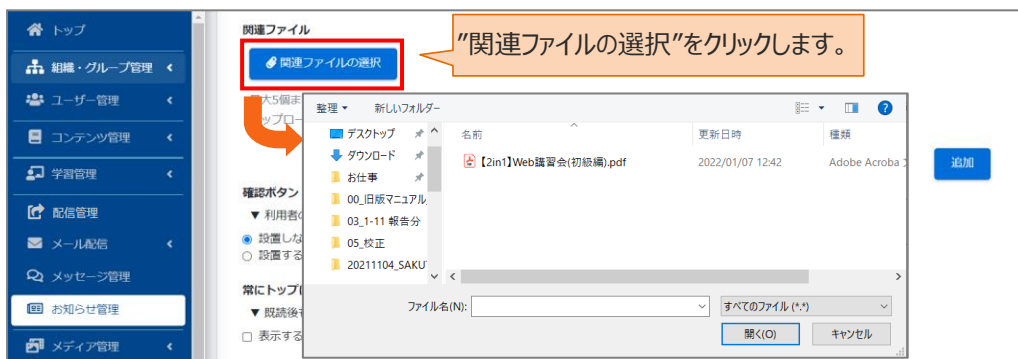 トップ
組織・グループ管理
ユーザー管理
コンテンツ管理
学習管理
配信管理
メール配信
メッセージ管理
お知らせ管理
メディア管理
関連ファイル
関連ファイルの選択
”関連ファイルの選択”をクリックします。
大5個ま
ップロー
整理 新しいフォルダー
デスクトップ
ダウンロード
お仕事
00_旧版マニュアル
03_1-11 報告分
05_校正
20211104_SAKU
名前 更新日時 種類
【2in1】Web講習会(初級編).pdf 2022/01/07 12:42 Adobe Acroba
ファイル名(N): すべてのファイル (*.*)
開く(O) キャンセル
追加
確認ボタン
▼ 利用者の
設置しな
設置する
常にトップに
▼ 既読後も
表示する